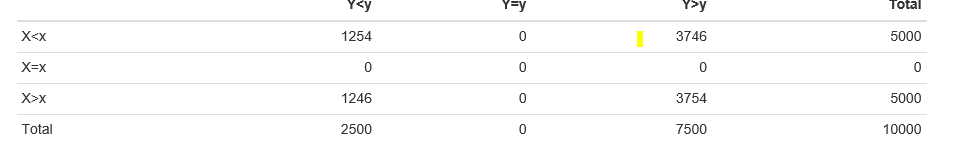 Y<y Y=y Y>y Total
X<x 1254 0 3746 5000
X=x 0 0 0 0
X>x 1246 0 3754 5000
Total 2500 0 7500 10000